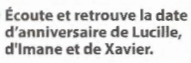 Écoute et retrouve la date
d'anniversaire de Lucille,
d'Imane et de Xavier.